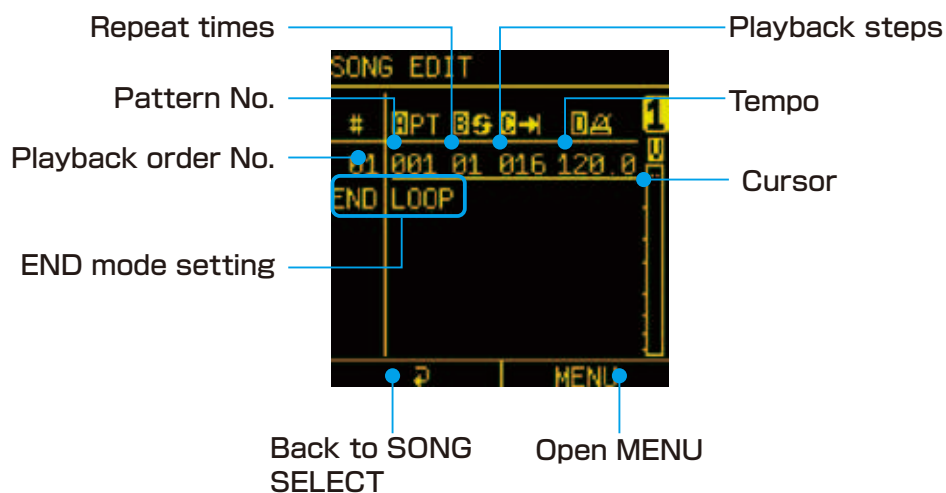 Repeat times
Playback steps
SONG EDIT
Pattern No.
Tempo
# A PT B C D 1
Playback order No.
01 001 01 016 120.0
V
Cursor
END LOOP
END mode setting
MENU
Back to SONG
SELECT
Open MENU